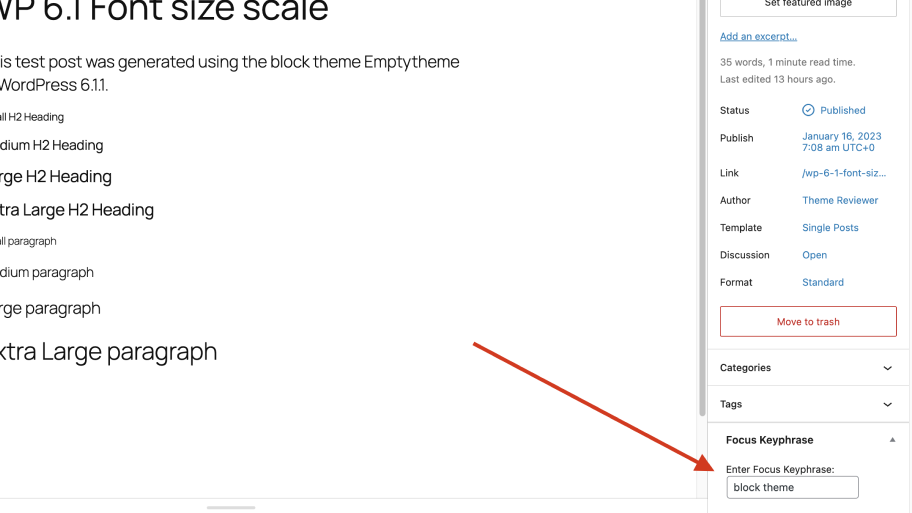 WP 6.1 Font size scale
is test post was generated using the block theme Emptytheme
WordPress 6.1.1.
all H2 Heading
dium H2 Heading
rge H2 Heading
tra Large H2 Heading
all paragraph
dium paragraph
rge paragraph
xtra Large paragraph
Set featured image
Add an excerpt...
35 words, 1 minute read time.
Last edited 13 hours ago.
Status Published
Publish January 16, 2023
7:08 am UTC+0
Link /wp-6-1-font-siz...
Author Theme Reviewer
Template Single Posts
Discussion Open
Format Standard
Move to trash
Categories
Tags
Focus Keyphrase
Enter Focus Keyphrase:
block theme